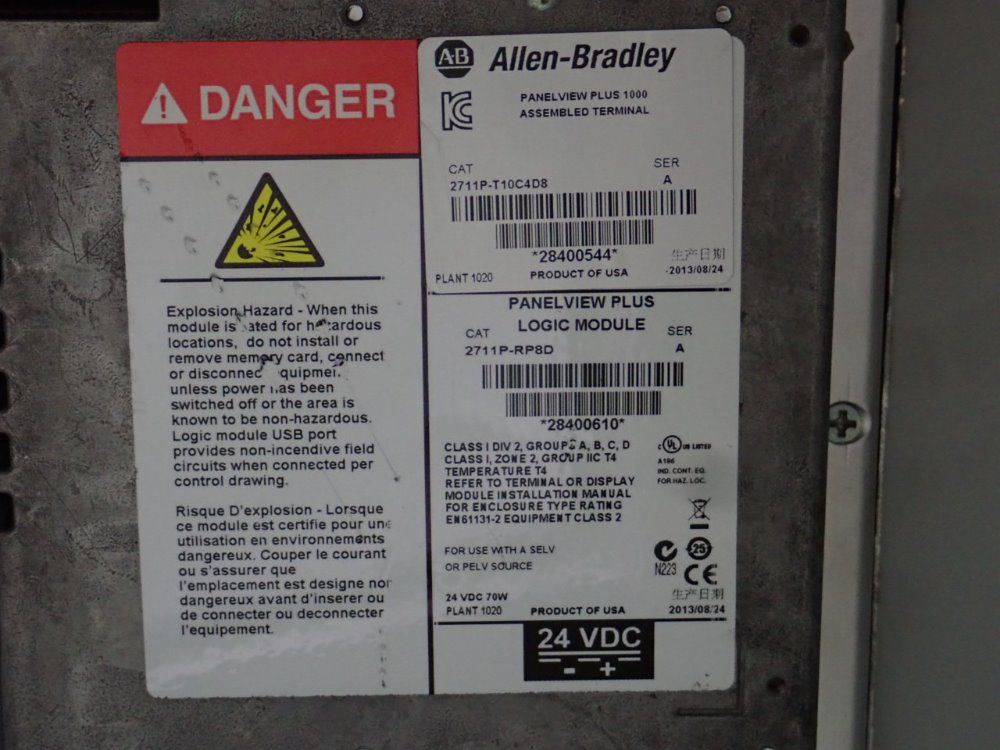 DANGER
Explosion Hazard - When this
module is for hazardous
locations, do not install or
remove memory card, connect
or disconnec quipme
unless power has been
switched off or the area is
known to be non-hazardous.
Logic module USB port
provides non-incendive field
circuits when connected per
control drawing.
Risque D'explosion - Lorsque
ce module est certifie pour une
utilisation en environnements
dangereux. Couper le courant
ou s'assurer que
l'emplacement est designe non
dangereux avant d'inserer ou
de connecter ou deconnecter
l'equipement.
AB Allen-Bradley
PANELVIEW PLUS 1000
ASSEMBLED TERMINAL
CAT SER
2711P-T10C4D8 A
*28400544* 生产日期
PLANT 1020 PRODUCT OF USA 2013/08/24
PANELVIEW PLUS
LOGIC MODULE
CAT SER
2711P-RP8D A
*28400610*
CLASS I DIV 2, GROUPS A, B, C, D
CLASS I, ZONE 2, GROUP IIC T4
TEMPERATURE T4
REFER TO TERMINAL OR DISPLAY
MODULE INSTALLATION MANUAL
FOR ENCLOSURE TYPE RATING
EN61131-2 EQUIPMENT CLASS 2
c UL US LISTED
A196
IND. CONT. EQ.
FOR HAZ. LOC.
FOR USE WITH A SELV
OR PELV SOURCE
25
N223 CE
生产日期
24 VDC 70W
PLANT 1020 PRODUCT OF USA 2013/08/24
24 VDC
- +